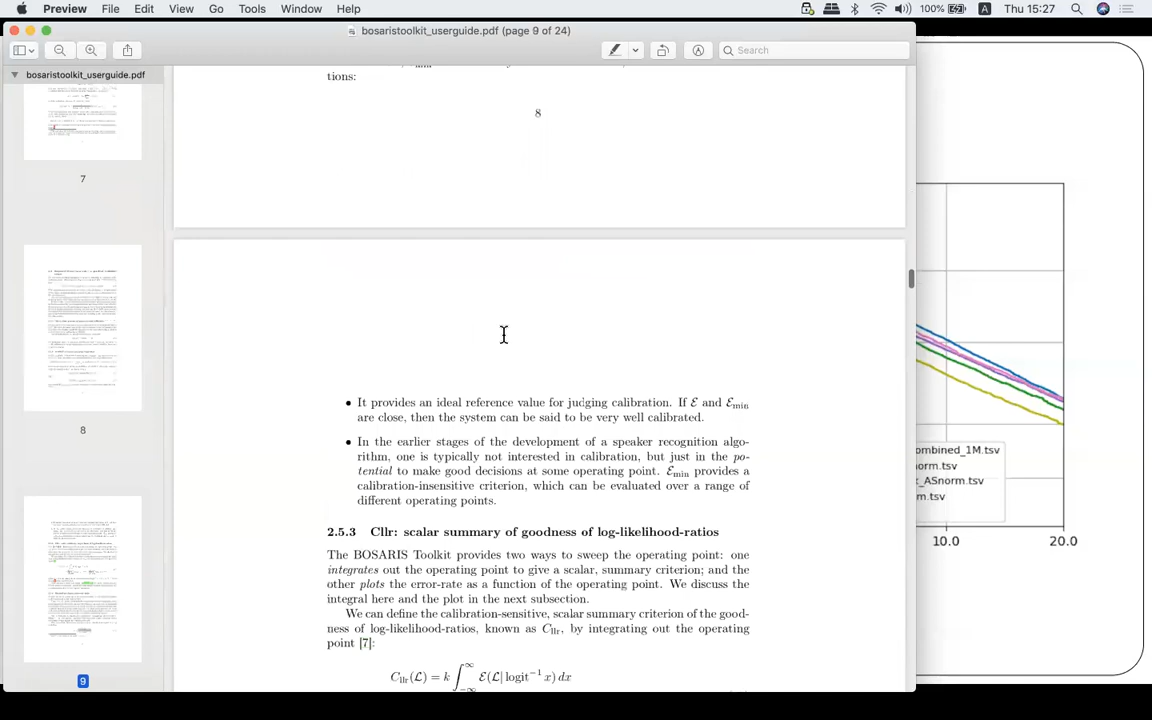 Preview File Edit View Go Tools Window Help 100% A Thu 15:27
bosaristoolkit_userguide.pdf (page 9 of 24)
Search
bosaristoolkit_userguide.pdf
7
8
9
tions:
8
• It provides an ideal reference value for judging calibration. If ℰ and ℰmin
are close, then the system can be said to be very well calibrated.
• In the earlier stages of the development of a speaker recognition algo-
rithm, one is typically not interested in calibration, but just in the po-
tential to make good decisions at some operating point. ℰmin provides a
calibration-insensitive criterion, which can be evaluated over a range of
different operating points.
2.5.3 Cllr: scalar summary of goodness of log-likelihood-ratios
The BOSARIS Toolkit provides two ways to sweep the operating point: one
integrates out the operating point to give a scalar, summary criterion; and the
other plots the error-rate as a function of the operating point. We discuss the
integral here and the plot in the next subsection.
We can define the calibration-sensitive, scalar summary criterion of the good-
ness of log-likelihood-ratios, known as Cllr, by integrating out the operating
point [7]:
Cllr(ℒ) = k ∫_{-∞}^{∞} ℰ(ℒ| logit⁻¹ x) dx
ombined_1M.tsv
orm.tsv
t_ASnorm.tsv
m.tsv
10.0 20.0